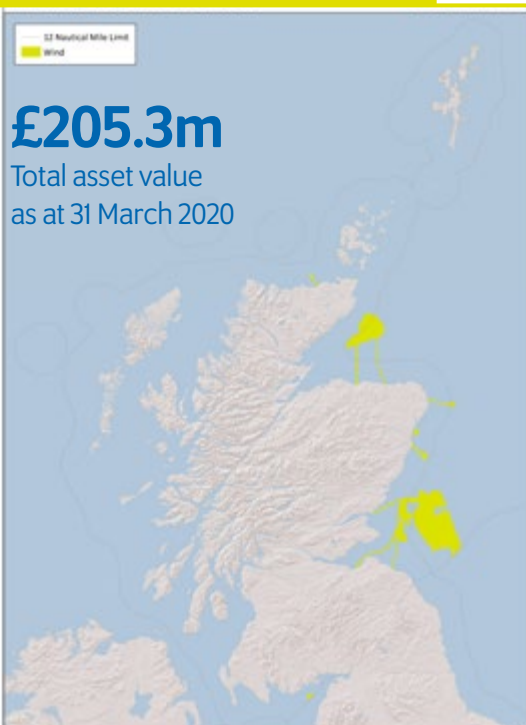 12 Nautical Mile Limit
Wind
£205.3m
Total asset value
as at 31 March 2020